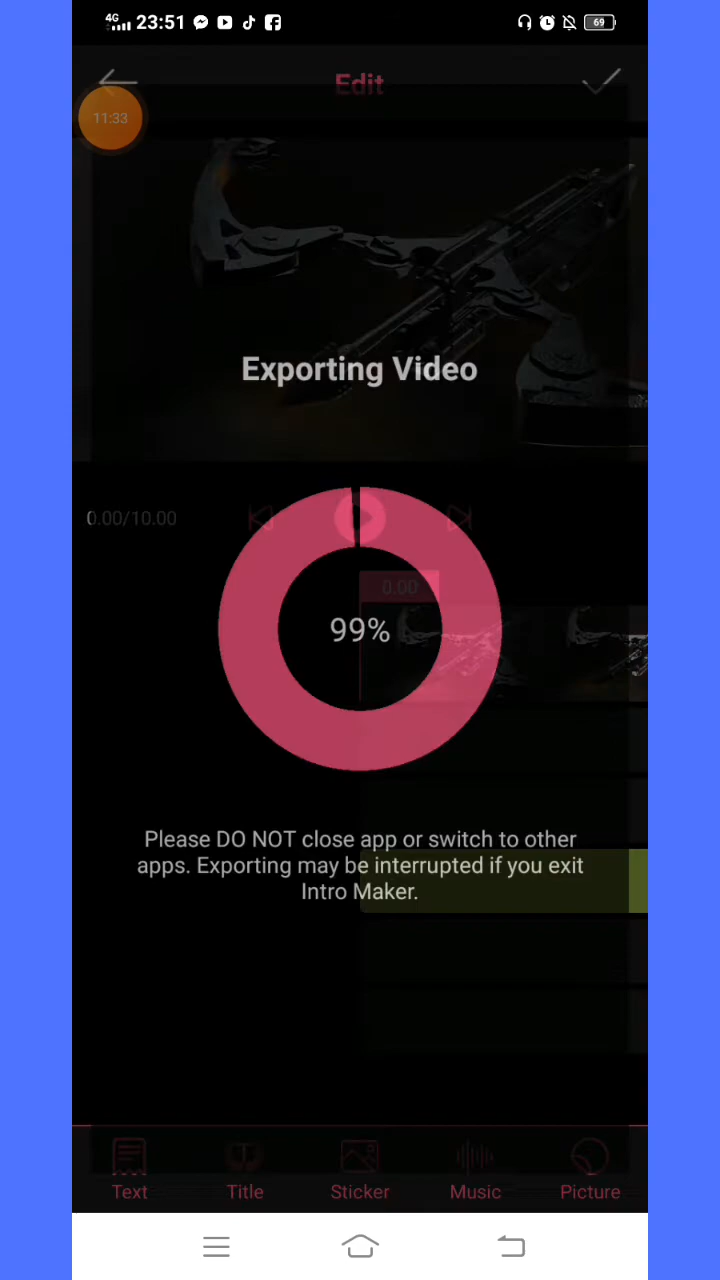 4G 23:51 69
Edit
11:33
Exporting Video
0.00/10.00
0.00
99%
Please DO NOT close app or switch to other
apps. Exporting may be interrupted if you exit
Intro Maker.
Text Title Sticker Music Picture